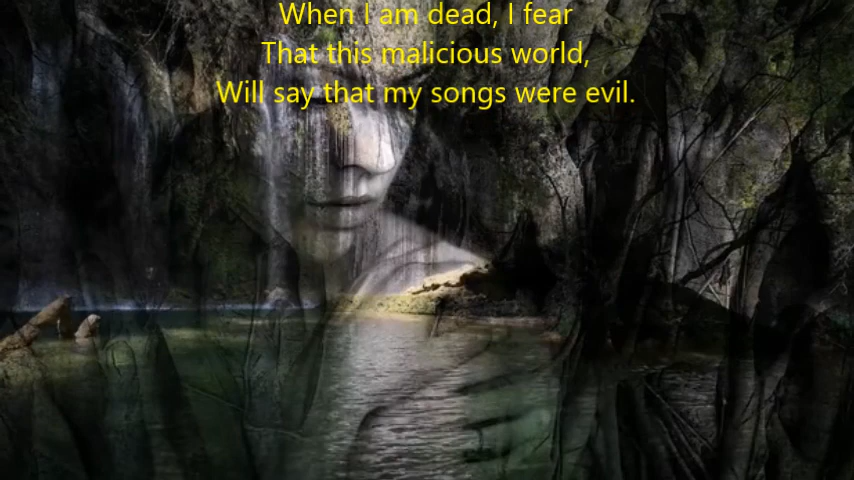 When I am dead, I fear
That this malicious world,
Will say that my songs were evil.